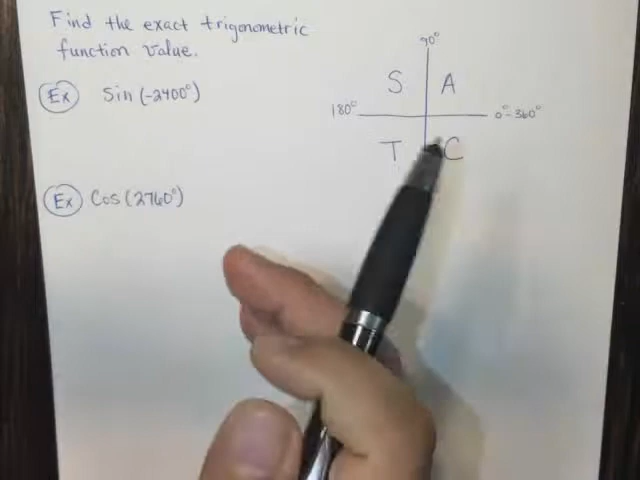 Find the exact trigonometric
function value.
90°
Ex Sin(-2400°)
S A
180° 0°-360°
T C
Ex Cos(2760°)